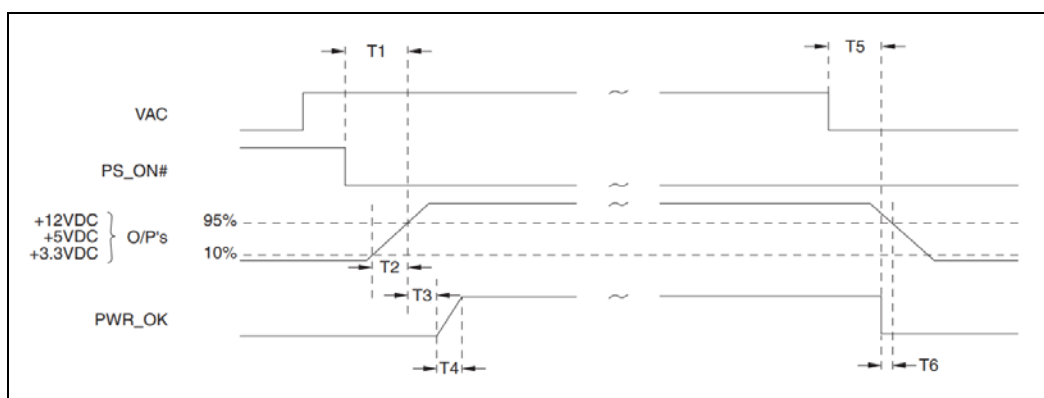 T1
T5
VAC
~
PS_ON#
~
+12VDC
+5VDC
+3.3VDC
O/P's
95%
10%
~
T2
T3
PWR_OK
~
T4
T6